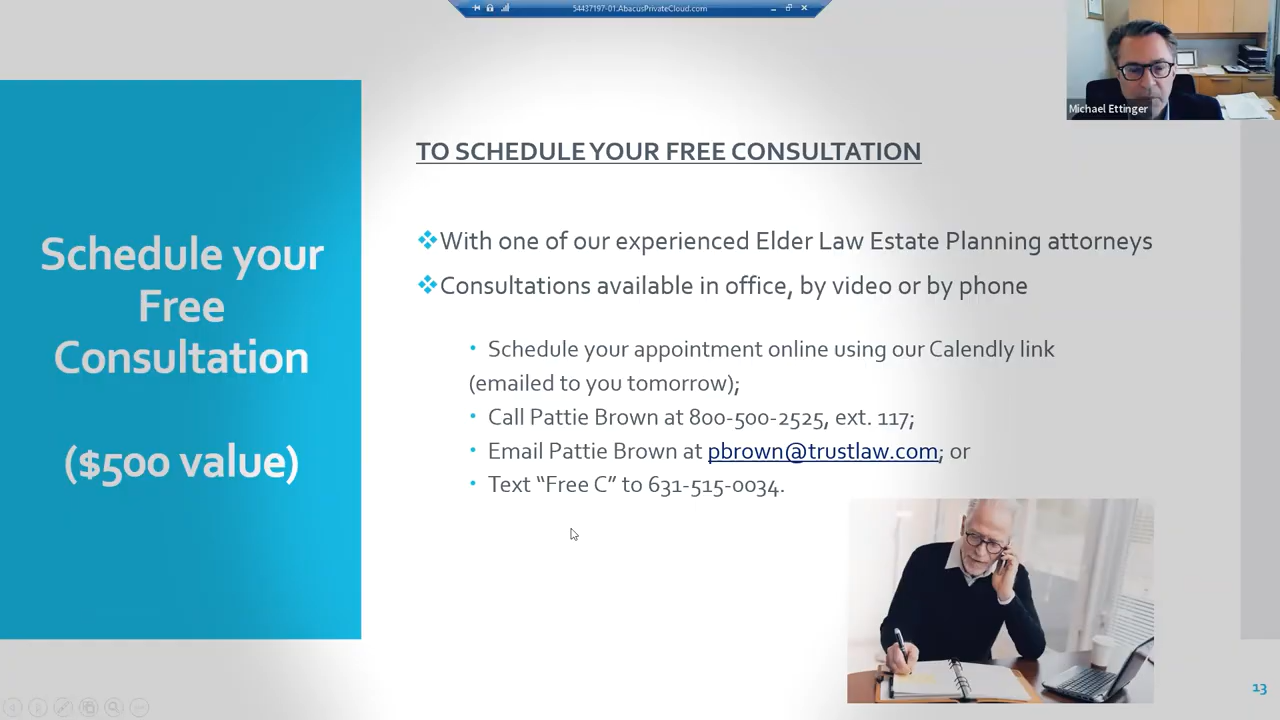 54437197-01.AbacusPrivateCloud.com
Michael Ettinger
Schedule your
Free
Consultation
($500 value)
TO SCHEDULE YOUR FREE CONSULTATION
❖With one of our experienced Elder Law Estate Planning attorneys
❖Consultations available in office, by video or by phone
• Schedule your appointment online using our Calendly link
(emailed to you tomorrow);
• Call Pattie Brown at 800-500-2525, ext. 117;
• Email Pattie Brown at pbrown@trustlaw.com; or
• Text “Free C” to 631-515-0034.
13